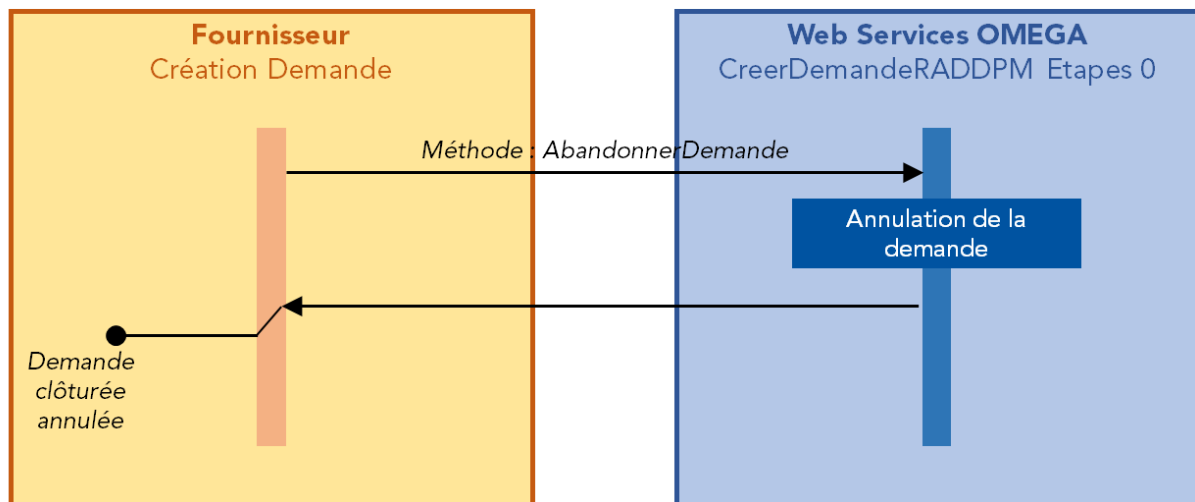 Fournisseur
Création Demande
Web Services OMEGA
CreerDemandeRADDPM Etapes 0
Méthode : AbandonnerDemande
Annulation de la
demande
Demande
clôturée
annulée